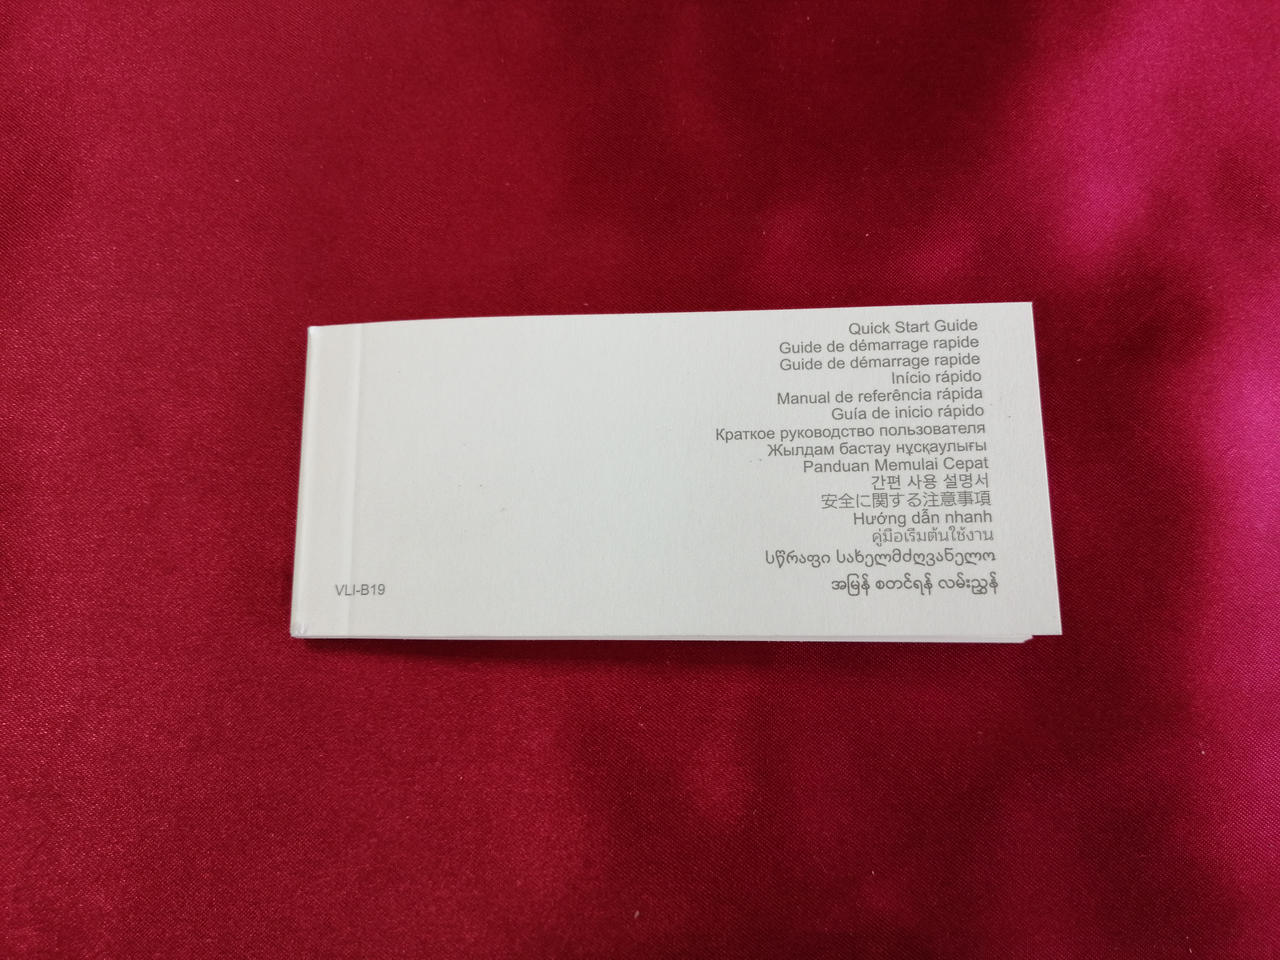 Quick Start Guide
Guide de démarrage rapide
Guide de démarrage rapide
Início rápido
Manual de referência rápida
Guía de inicio rápido
Краткое руководство пользователя
Жылдам бастау нұсқаулығы
Panduan Memulai Cepat
간편 사용 설명서
安全に関する注意事項
Hướng dẫn nhanh
คู่มือเริ่มต้นใช้งาน
სწრაფი სახელმძღვანელო
အမြန် စတင်ရန် လမ်းညွှန်
VLI-B19